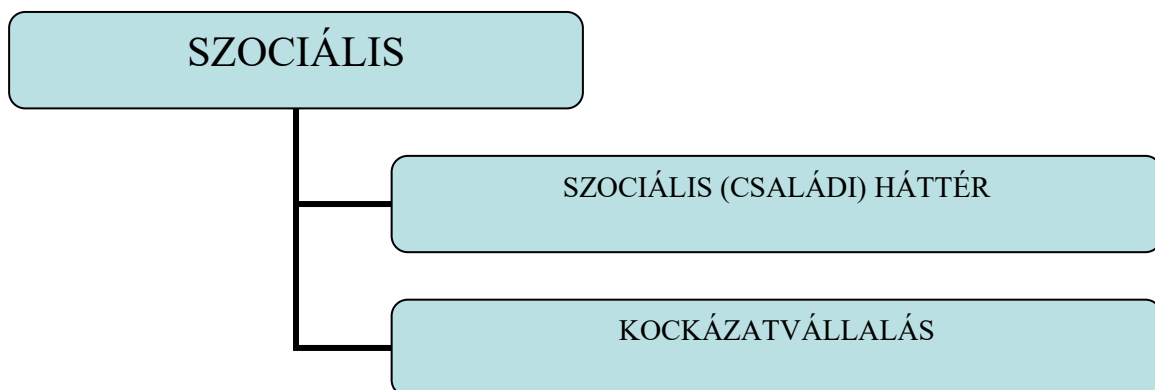 SZOCIÁLIS
SZOCIÁLIS (CSALÁDI) HÁTTÉR
KOCKÁZATVÁLLALÁS